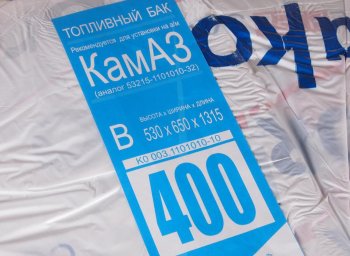 ТОПЛИВНЫЙ БАК
Рекомендуется для установки на а/м
КамАЗ
(аналог 53215-1101010-32)
ВЫСОТА х ШИРИНА х ДЛИНА
В 530 х 650 х 1315
КО 003 1101010-10
400